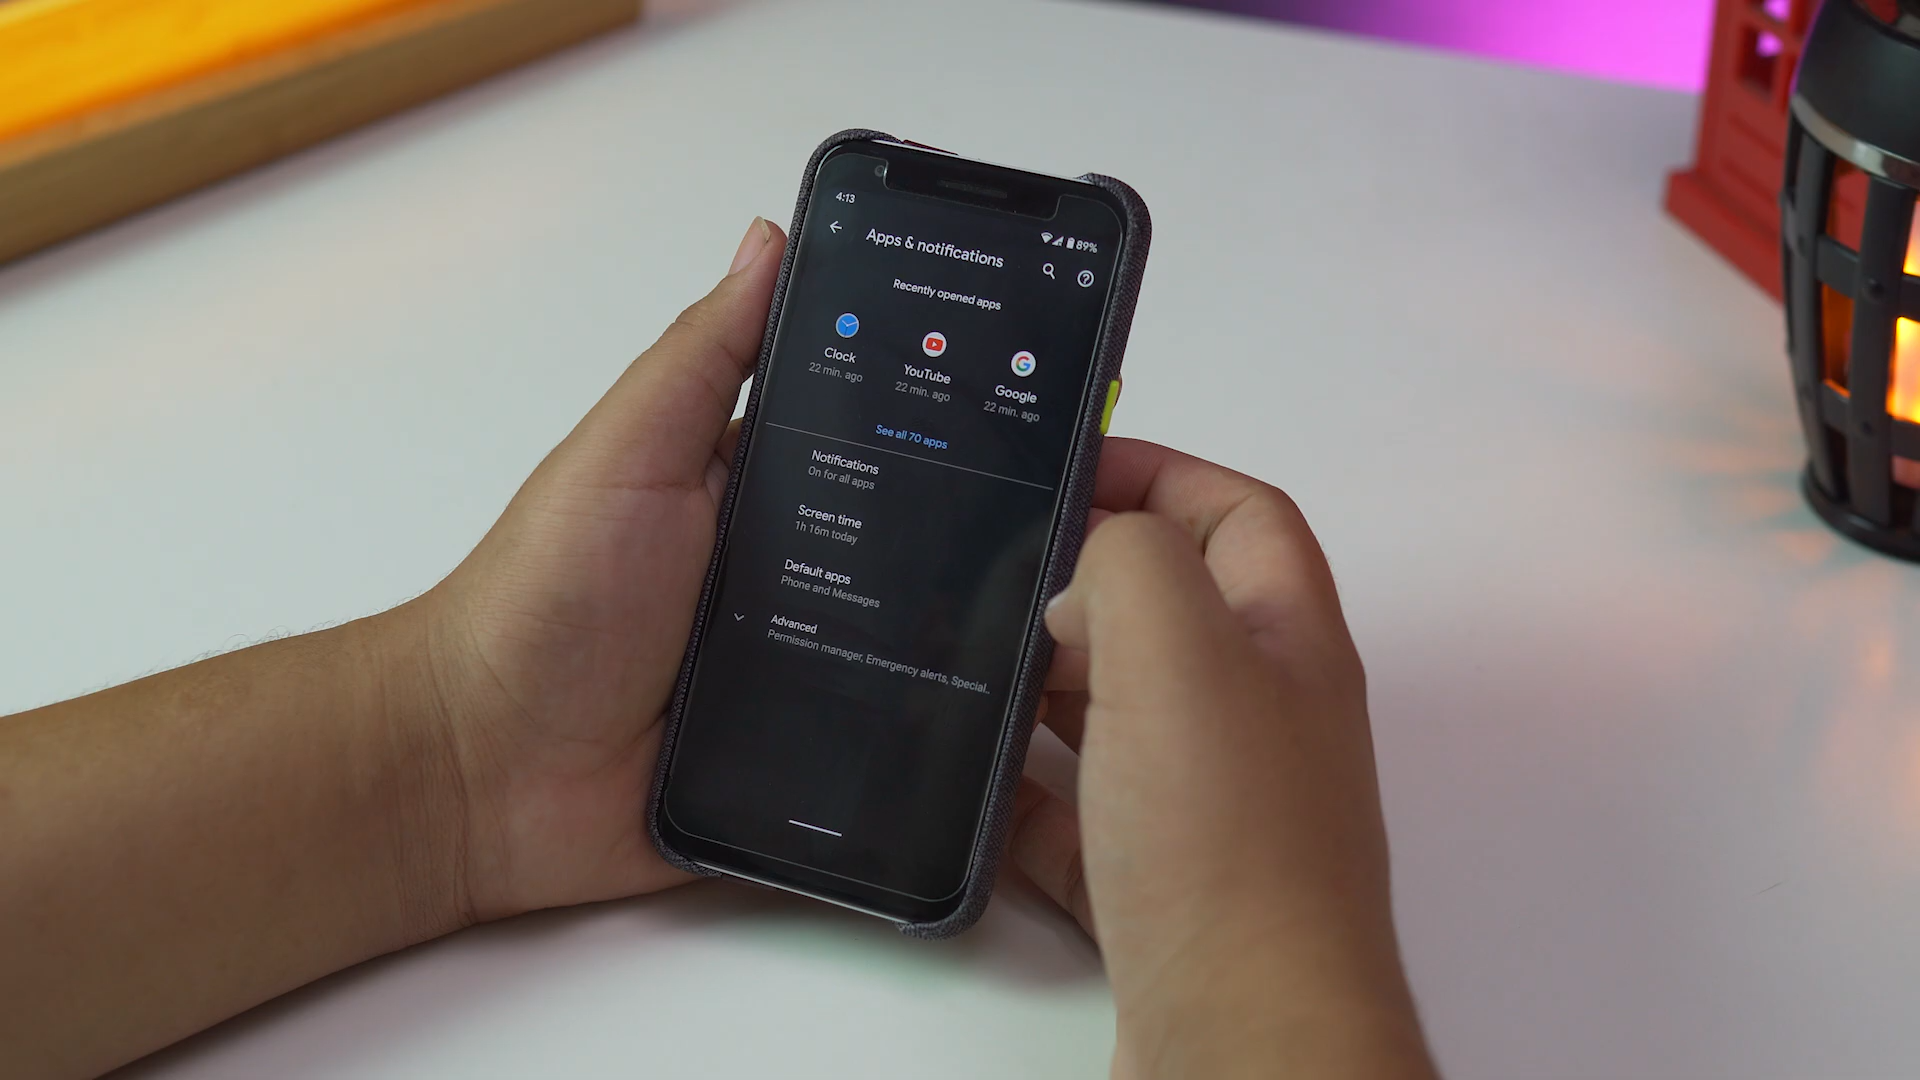 4:13
89%
Apps & notifications
Recently opened apps
Clock
22 min. ago
YouTube
22 min. ago
Google
22 min. ago
See all 70 apps
Notifications
On for all apps
Screen time
1h 16m today
Default apps
Phone and Messages
Advanced
Permission manager, Emergency alerts, Special..